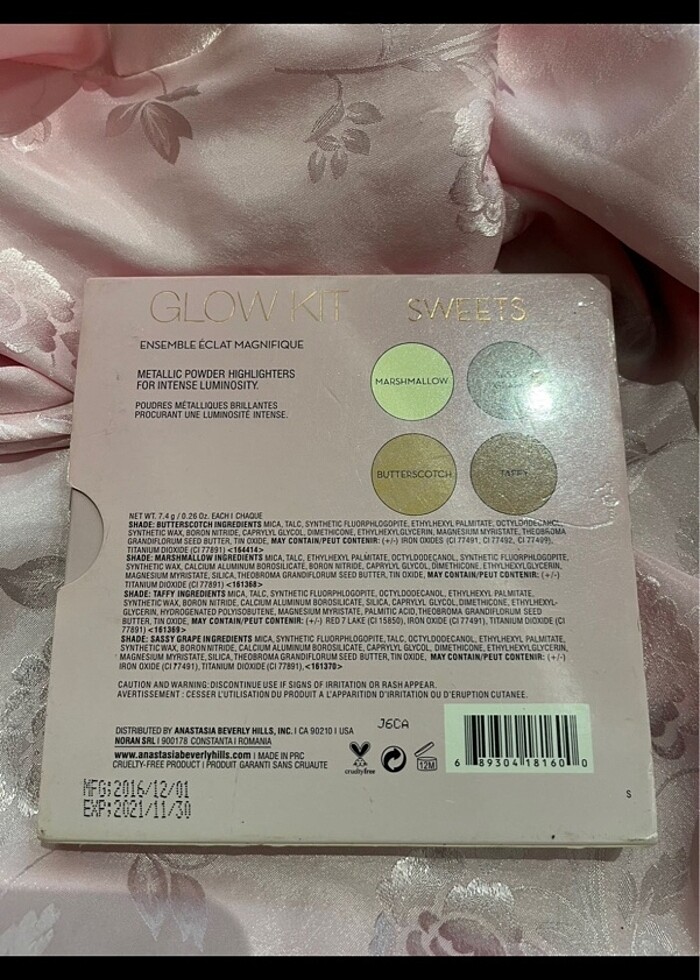 GLOW KIT
SWEETS
ENSEMBLE ÉCLAT MAGNIFIQUE
METALLIC POWDER HIGHLIGHTERS
FOR INTENSE LUMINOSITY.
POUDRES MÉTALLIQUES BRILLANTES
PROCURANT UNE LUMINOSITÉ INTENSE.
MARSHMALLOW
BUTTERSCOTCH
TAFFY
NET WT. 7.4 g / 0.26 Oz. EACH I CHAQUE
SHADE: BUTTERSCOTCH INGREDIENTS MICA, TALC, SYNTHETIC FLUORPHLOGOPITE, ETHYLHEXYL PALMITATE, OCTYLDODECANOL,
SYNTHETIC WAX, BORON NITRIDE, CAPRYLYL GLYCOL, DIMETHICONE, ETHYLHEXYLGLYCERIN, MAGNESIUM MYRISTATE, THEOBROMA
GRANDIFLORUM SEED BUTTER, TIN OXIDE, MAY CONTAIN/PEUT CONTENIR: (+/-) IRON OXIDES (CI 77491, CI 77492, CI 77499),
TITANIUM DIOXIDE (CI 77891) <164414>
SHADE: MARSHMALLOW INGREDIENTS MICA, TALC, ETHYLHEXYL PALMITATE, OCTYLDODECANOL, SYNTHETIC FLUORPHLOGOPITE,
SYNTHETIC WAX, CALCIUM ALUMINUM BOROSILICATE, BORON NITRIDE, CAPRYLYL GLYCOL, DIMETHICONE, ETHYLHEXYLGLYCERIN,
MAGNESIUM MYRISTATE, SILICA, THEOBROMA GRANDIFLORUM SEED BUTTER, TIN OXIDE, MAY CONTAIN/PEUT CONTENIR: (+/-)
TITANIUM DIOXIDE (CI 77891) <161368>
SHADE: TAFFY INGREDIENTS MICA, TALC, SYNTHETIC FLUORPHLOGOPITE, OCTYLDODECANOL, ETHYLHEXYL PALMITATE,
SYNTHETIC WAX, BORON NITRIDE, CALCIUM ALUMINUM BOROSILICATE, SILICA, CAPRYLYL GLYCOL, DIMETHICONE, ETHYLHEXYL-
GLYCERIN, HYDROGENATED POLYISOBUTENE, MAGNESIUM MYRISTATE, PALMITIC ACID, THEOBROMA GRANDIFLORUM SEED
BUTTER, TIN OXIDE, MAY CONTAIN/PEUT CONTENIR: (+/-) RED 7 LAKE (CI 15850), IRON OXIDE (CI 77491), TITANIUM DIOXIDE (CI
77891) <161369>
SHADE: SASSY GRAPE INGREDIENTS MICA, SYNTHETIC FLUORPHLOGOPITE, TALC, OCTYLDODECANOL, ETHYLHEXYL PALMITATE,
SYNTHETIC WAX, BORON NITRIDE, CALCIUM ALUMINUM BOROSILICATE, CAPRYLYL GLYCOL, DIMETHICONE, ETHYLHEXYLGLYCERIN,
MAGNESIUM MYRISTATE, SILICA, THEOBROMA GRANDIFLORUM SEED BUTTER, TIN OXIDE, MAY CONTAIN/PEUT CONTENIR: (+/-)
IRON OXIDE (CI 77491), TITANIUM DIOXIDE (CI 77891), <161370>
CAUTION AND WARNING: DISCONTINUE USE IF SIGNS OF IRRITATION OR RASH APPEAR.
AVERTISSEMENT : CESSER L'UTILISATION DU PRODUIT A L'APPARITION D'IRRITATION OU D'ERUPTION CUTANEE.
DISTRIBUTED BY ANASTASIA BEVERLY HILLS, INC. I CA 90210 I USA
NORAN SRL I 900178 CONSTANTA I ROMANIA
www.anastasiabeverlyhills.com I MADE IN PRC
CRUELTY-FREE PRODUCT I PRODUIT GARANTI SANS CRUAUTE
J6CA
crueltyfree
12M
6 89304 18160 0
S
MFG:2016/12/01
EXP:2021/11/30